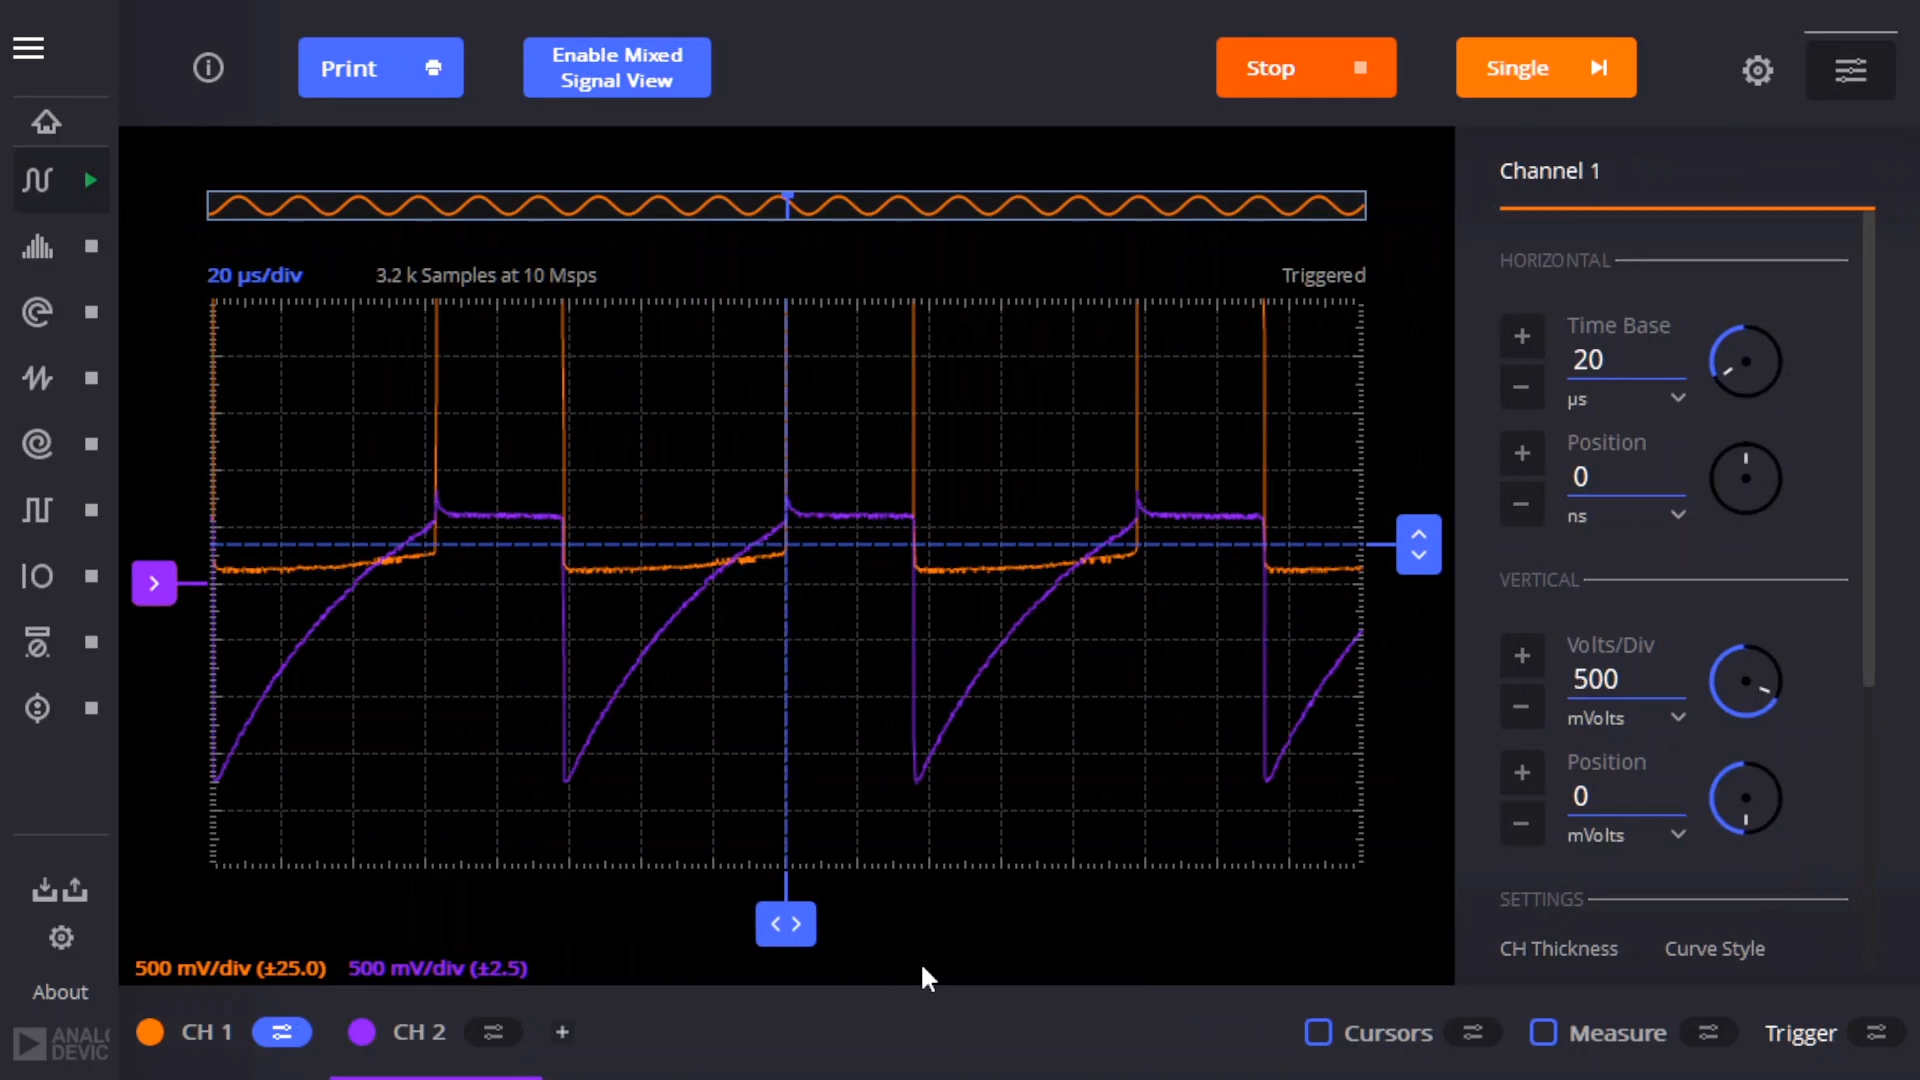 Print
Enable Mixed
Signal View
Stop
Single
Channel 1
20 µs/div
3.2 k Samples at 10 Msps
Triggered
HORIZONTAL
Time Base
20
µs
Position
0
ns
VERTICAL
Volts/Div
500
mVolts
Position
0
mVolts
SETTINGS
CH Thickness
Curve Style
500 mV/div (±25.0)
500 mV/div (±2.5)
About
ANALO
DEVIC
CH 1
CH 2
+
Cursors
Measure
Trigger